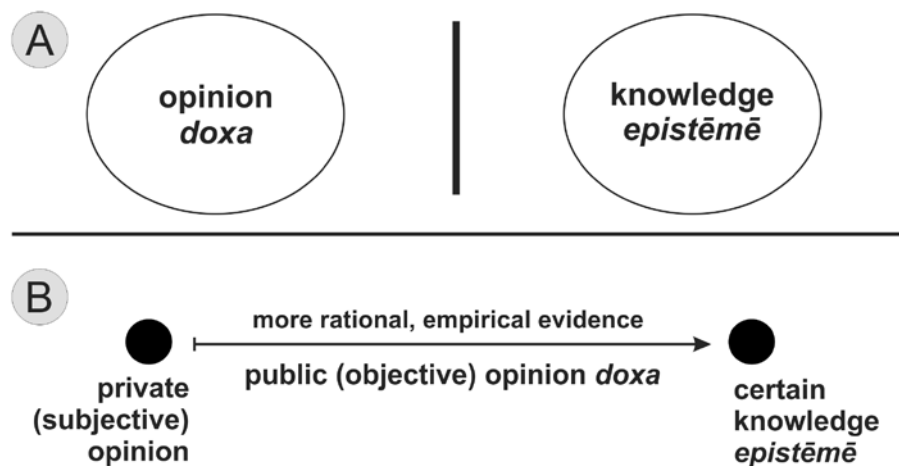 A
opinion
doxa
knowledge
epistēmē
B
more rational, empirical evidence
public (objective) opinion doxa
private
(subjective)
opinion
certain
knowledge
epistēmē